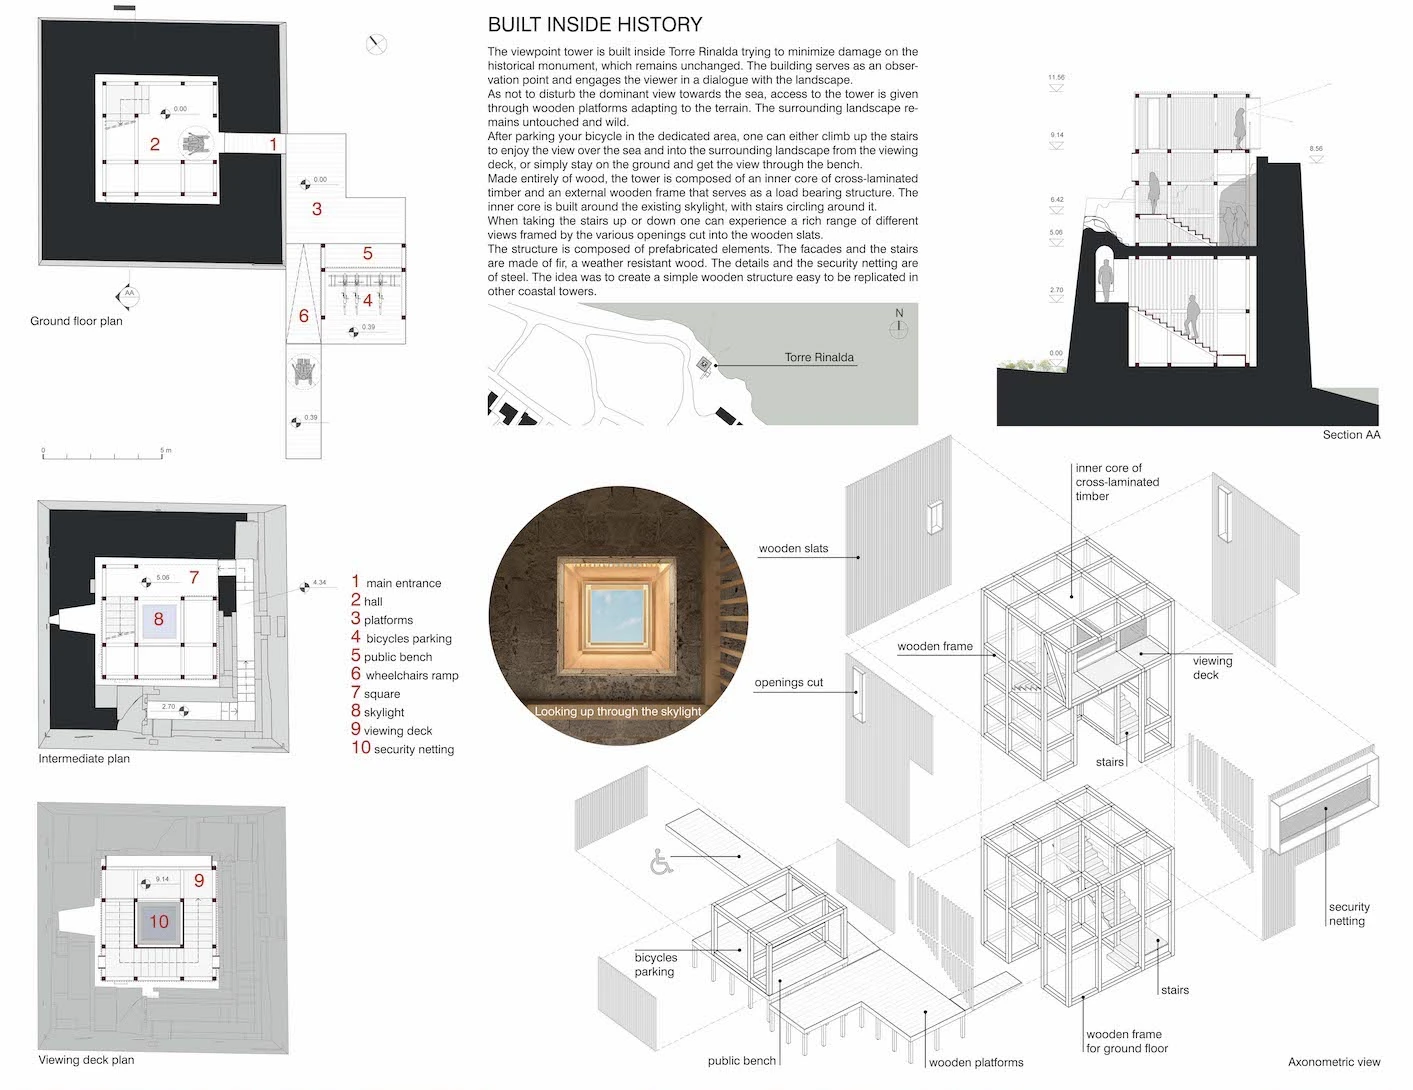 BUILT INSIDE HISTORY
The viewpoint tower is built inside Torre Rinalda trying to minimize damage on the
historical monument, which remains unchanged. The building serves as an obser-
vation point and engages the viewer in a dialogue with the landscape.
As not to disturb the dominant view towards the sea, access to the tower is given
through wooden platforms adapting to the terrain. The surrounding landscape re-
mains untouched and wild.
After parking your bicycle in the dedicated area, one can either climb up the stairs
to enjoy the view over the sea and into the surrounding landscape from the viewing
deck, or simply stay on the ground and get the view through the bench.
Made entirely of wood, the tower is composed of an inner core of cross-laminated
timber and an external wooden frame that serves as a load bearing structure. The
inner core is built around the existing skylight, with stairs circling around it.
When taking the stairs up or down one can experience a rich range of different
views framed by the various openings cut into the wooden slats.
The structure is composed of prefabricated elements. The facades and the stairs
are made of fir, a weather resistant wood. The details and the security netting are
of steel. The idea was to create a simple wooden structure easy to be replicated in
other coastal towers.
0.00
2
1
0.00
3
5
4
6
0.39
0.39
AA
Ground floor plan
0
5 m
N
Torre Rinalda
11.56
9.14
8.56
6.42
5.06
2.70
0.00
Section AA
5.06
7
8
4.34
2.70
Intermediate plan
1 main entrance
2 hall
3 platforms
4 bicycles parking
5 public bench
6 wheelchairs ramp
7 square
8 skylight
9 viewing deck
10 security netting
9.14
9
10
Viewing deck plan
Looking up through the skylight
inner core of
cross-laminated
timber
wooden slats
wooden frame
openings cut
viewing
deck
stairs
security
netting
bicycles
parking
stairs
public bench
wooden platforms
wooden frame
for ground floor
Axonometric view